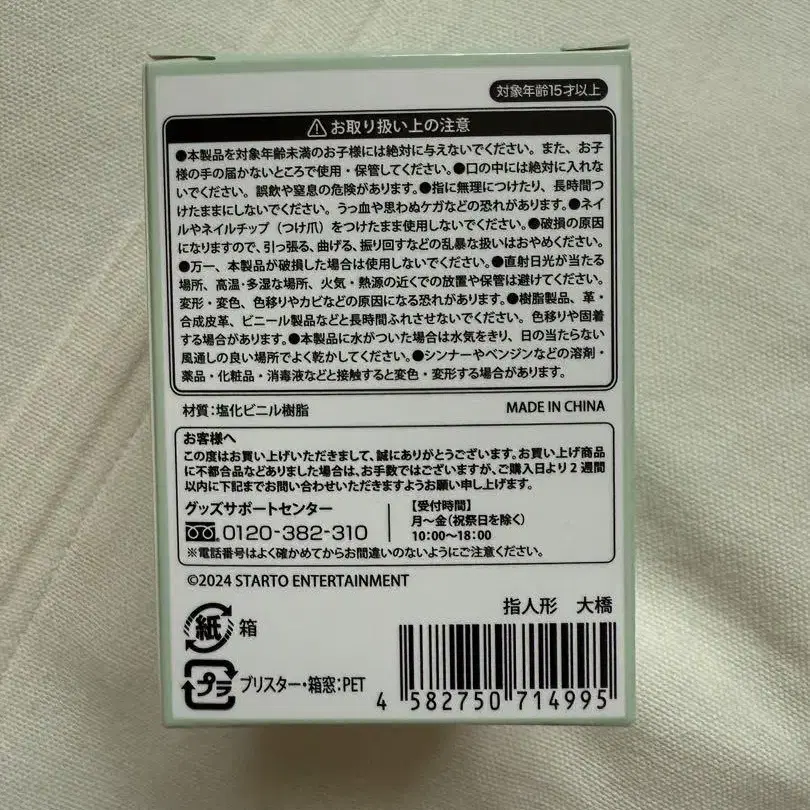 対象年齢15才以上
⚠お取り扱い上の注意
●本製品を対象年齢未満のお子様には絶対に与えないでください。また、お子
様の手の届かないところで使用・保管してください。●口の中には絶対に入れな
いでください。誤飲や窒息の危険があります。●指に無理につけたり、長時間つ
けたままにしないでください。うっ血や思わぬケガなどの恐れがあります。●ネイ
ルやネイルチップ（つけ爪）をつけたまま使用しないでください。●破損の原因
になりますので、引っ張る、曲げる、振り回すなどの乱暴な扱いはおやめください。
●万一、本製品が破損した場合は使用しないでください。●直射日光が当たる
場所、高温・多湿な場所、火気・熱源の近くでの放置や保管は避けてください。
変形・変色、色移りやカビなどの原因になる恐れがあります。●樹脂製品、革・
合成皮革、ビニール製品などと長時間ふれさせないでください。色移りや固着
する場合があります。●本製品に水がついた場合は水気をきり、日の当たらない
風通しの良い場所でよく乾かしてください。●シンナーやベンジンなどの溶剤・
薬品・化粧品・消毒液などと接触すると変色・変形する場合があります。
材質：塩化ビニル樹脂 MADE IN CHINA
お客様へ
この度はお買い上げいただきまして、誠にありがとうございます。お買い上げ商品
に不都合品などありました場合は、お手数ではございますが、ご購入日より2週間
以内に下記までお問い合わせいただきますようお願い申し上げます。
グッズサポートセンター
0120-382-310
【受付時間】
月〜金（祝祭日を除く）
10:00〜18:00
※電話番号はよく確かめてからお間違いのないようにご注意ください。
©2024 STARTO ENTERTAINMENT
指人形 大橋
紙 箱
プラ ブリスター・箱窓：PET
4 582750 714995